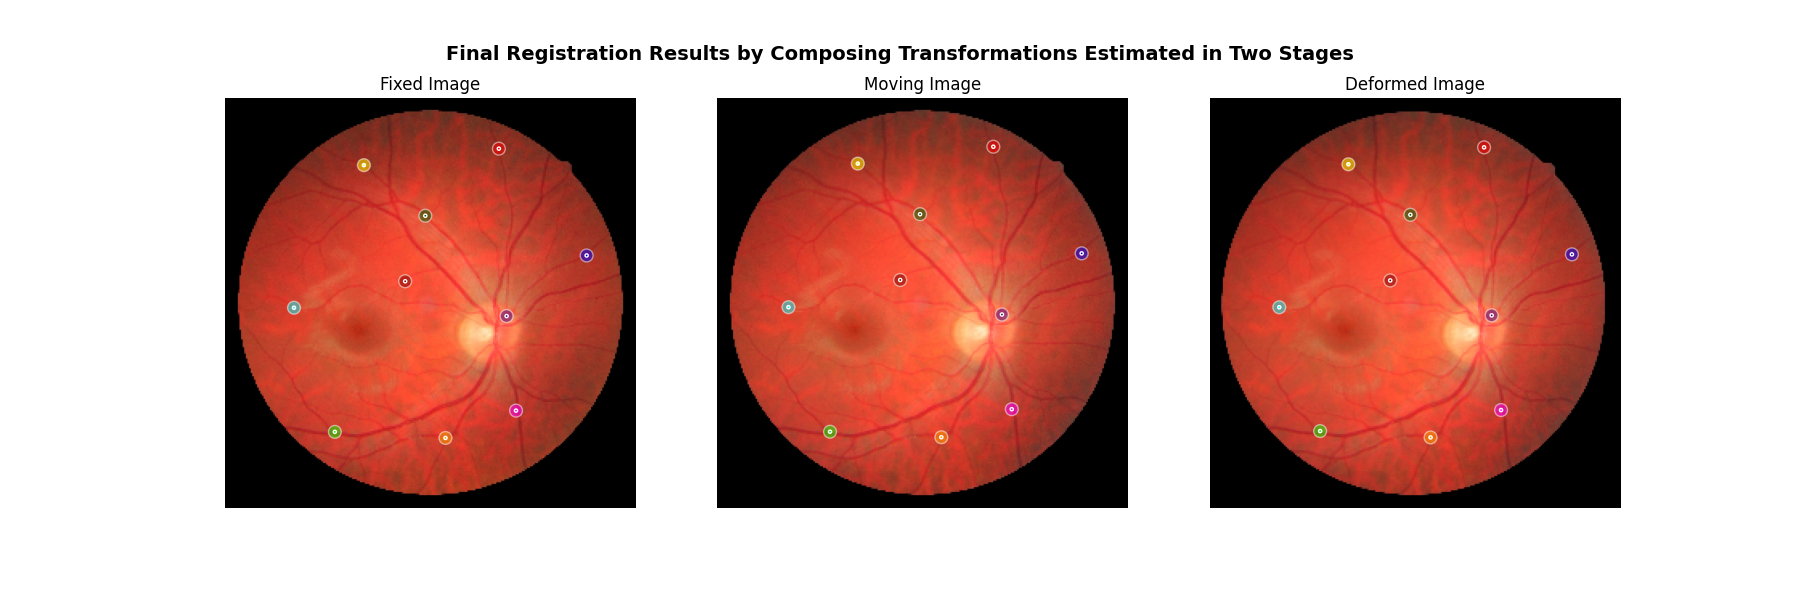 Final Registration Results by Composing Transformations Estimated in Two Stages
Fixed Image
Moving Image
Deformed Image